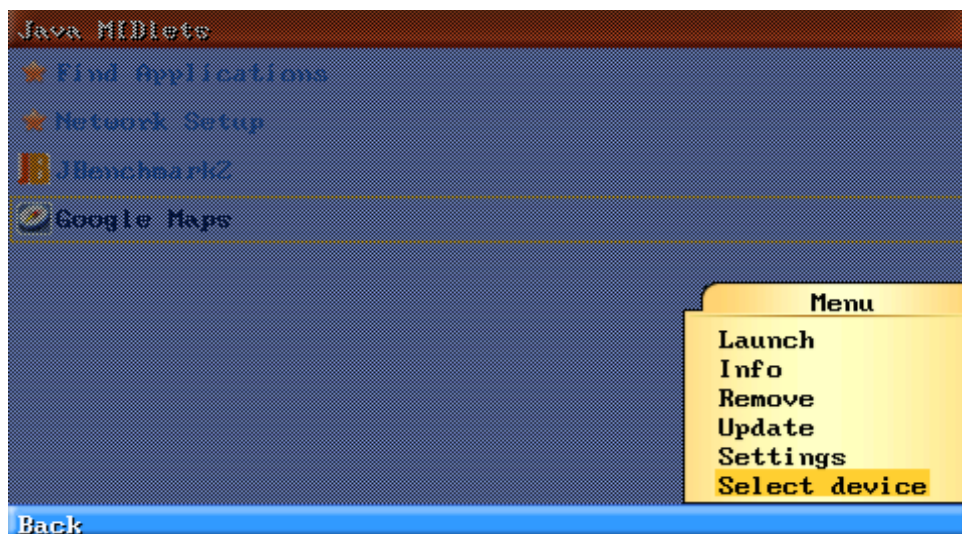 Java MIDlets
Find Applications
Network Setup
JBenchmark2
Google Maps
Menu
Launch
Info
Remove
Update
Settings
Select device
Back